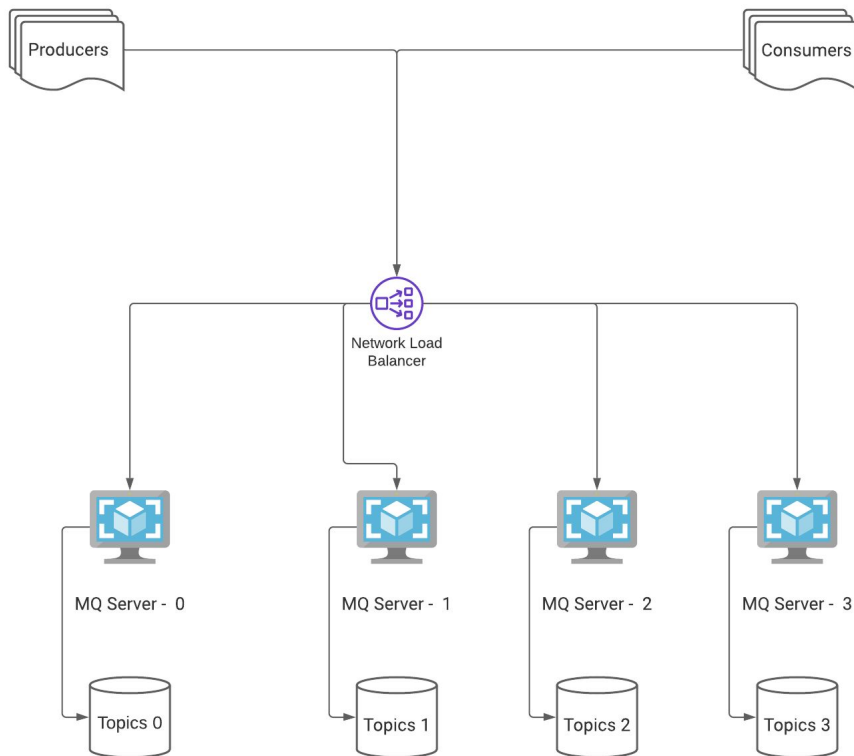 Producers
Consumers
Network Load
Balancer
MQ Server - 0
MQ Server - 1
MQ Server - 2
MQ Server - 3
Topics 0
Topics 1
Topics 2
Topics 3